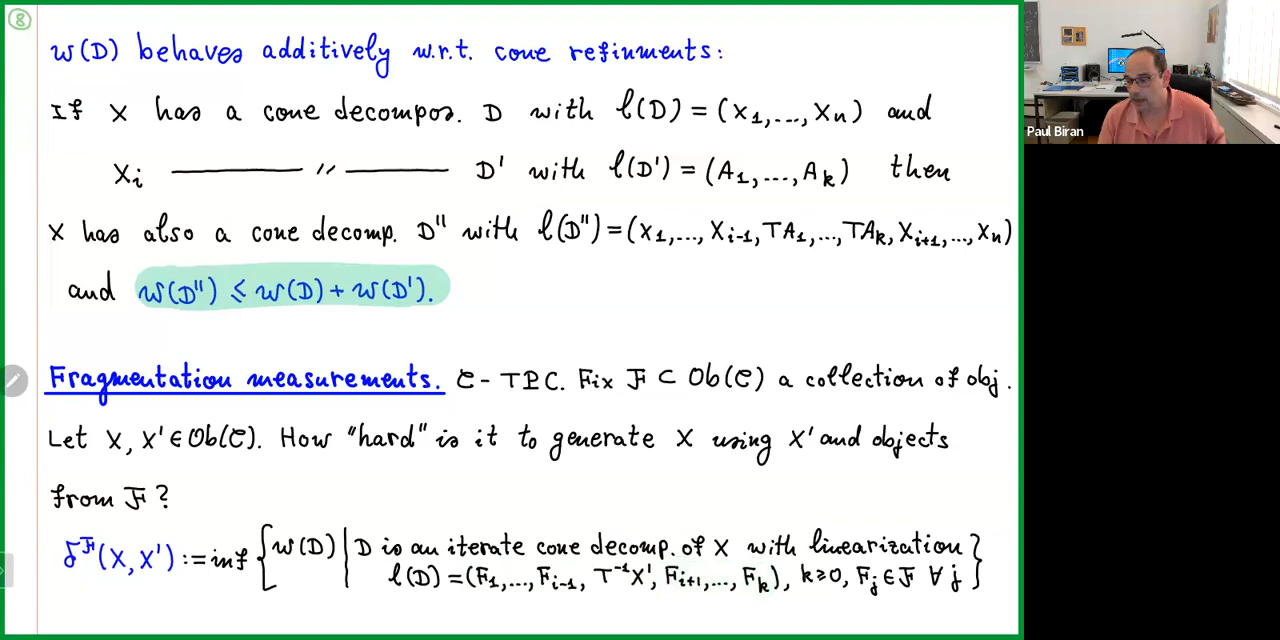 8
w(D) behaves additively w.r.t. cone refinments:
If X has a cone decompos. D with l(D) = (X₁,...,Xₙ) and
Xᵢ ——— 〃 ——— D' with l(D') = (A₁,...,Aₖ) then
X has also a cone decomp. D'' with l(D'') = (X₁,...,Xᵢ₋₁,TA₁,...,TAₖ,Xᵢ₊₁,...,Xₙ)
and w(D'') ≤ w(D) + w(D').
Fragmentation measurements. 𝒞 - TPC. Fix ℱ ⊂ Ob(𝒞) a collection of obj.
Let X, X' ∈ Ob(𝒞). How "hard" is it to generate X using X' and objects
from ℱ?
δ^ℱ(X, X') := inf { w(D) | D is an iterate cone decomp. of X with linearization
l(D) = (F₁,...,Fᵢ₋₁, T⁻¹X', Fᵢ₊₁,..., Fₖ), k ≥ 0, Fⱼ ∈ ℱ ∀ j }
Paul Biran